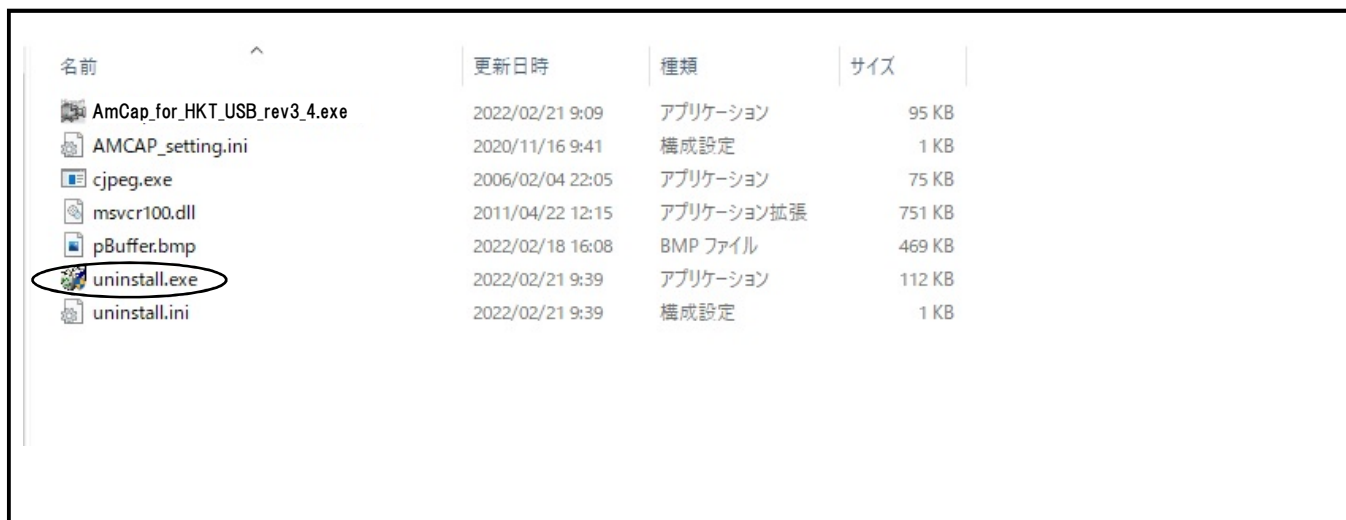 名前 更新日時 種類 サイズ
AmCap_for_HKT_USB_rev3_4.exe 2022/02/21 9:09 アプリケーション 95 KB
AMCAP_setting.ini 2020/11/16 9:41 構成設定 1 KB
cjpeg.exe 2006/02/04 22:05 アプリケーション 75 KB
msvcr100.dll 2011/04/22 12:15 アプリケーション拡張 751 KB
pBuffer.bmp 2022/02/18 16:08 BMP ファイル 469 KB
uninstall.exe 2022/02/21 9:39 アプリケーション 112 KB
uninstall.ini 2022/02/21 9:39 構成設定 1 KB